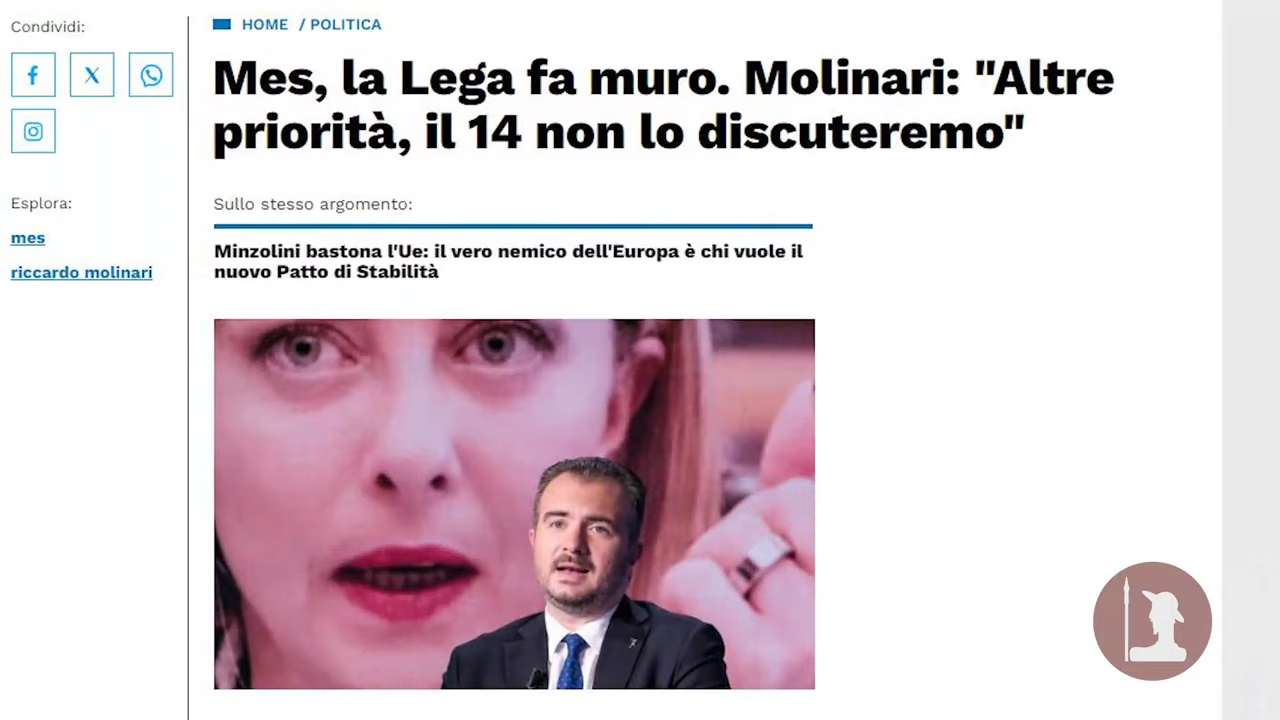 Condividi:
Esplora:
mes
riccardo molinari
HOME / POLITICA
Mes, la Lega fa muro. Molinari: "Altre
priorità, il 14 non lo discuteremo"
Sullo stesso argomento:
Minzolini bastona l'Ue: il vero nemico dell'Europa è chi vuole il
nuovo Patto di Stabilità